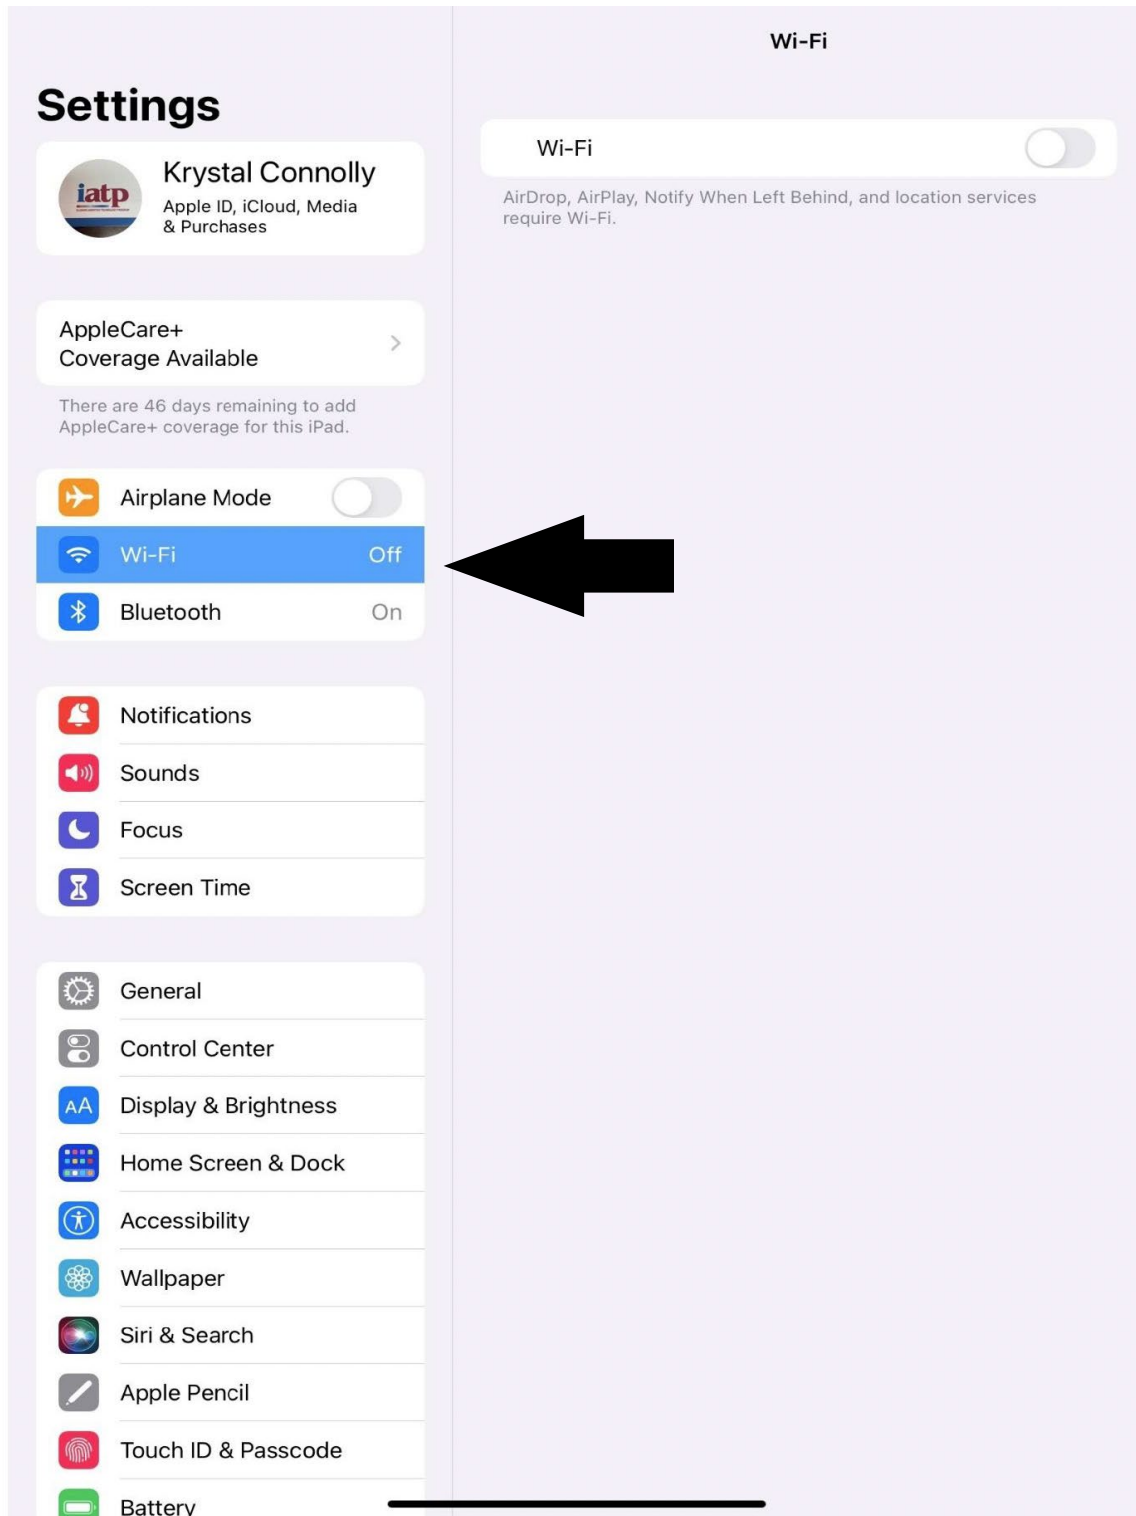 Settings
iatp
Krystal Connolly
Apple ID, iCloud, Media
& Purchases
AppleCare+
Coverage Available
There are 46 days remaining to add
AppleCare+ coverage for this iPad.
Airplane Mode
Wi-Fi Off
Bluetooth On
Notifications
Sounds
Focus
Screen Time
General
Control Center
AA Display & Brightness
Home Screen & Dock
Accessibility
Wallpaper
Siri & Search
Apple Pencil
Touch ID & Passcode
Battery
Wi-Fi
Wi-Fi
AirDrop, AirPlay, Notify When Left Behind, and location services
require Wi-Fi.